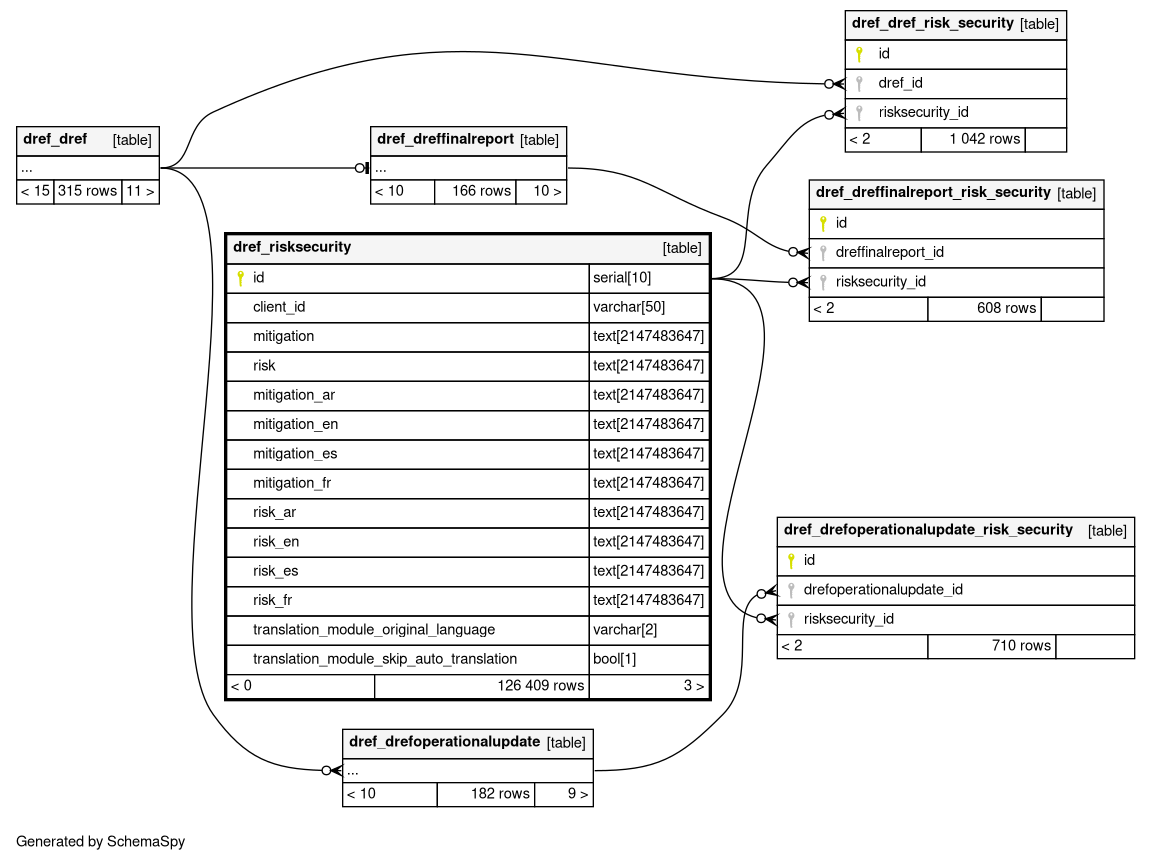 dref_dref_risk_security [table]
id
dref_id
risksecurity_id
< 2 1 042 rows
dref_dref [table]
...
< 15 315 rows 11 >
dref_dreffinalreport [table]
...
< 10 166 rows 10 >
dref_dreffinalreport_risk_security [table]
id
dreffinalreport_id
risksecurity_id
< 2 608 rows
dref_risksecurity [table]
id serial[10]
client_id varchar[50]
mitigation text[2147483647]
risk text[2147483647]
mitigation_ar text[2147483647]
mitigation_en text[2147483647]
mitigation_es text[2147483647]
mitigation_fr text[2147483647]
risk_ar text[2147483647]
risk_en text[2147483647]
risk_es text[2147483647]
risk_fr text[2147483647]
translation_module_original_language varchar[2]
translation_module_skip_auto_translation bool[1]
< 0 126 409 rows 3 >
dref_drefoperationalupdate_risk_security [table]
id
drefoperationalupdate_id
risksecurity_id
< 2 710 rows
dref_drefoperationalupdate [table]
...
< 10 182 rows 9 >
Generated by SchemaSpy